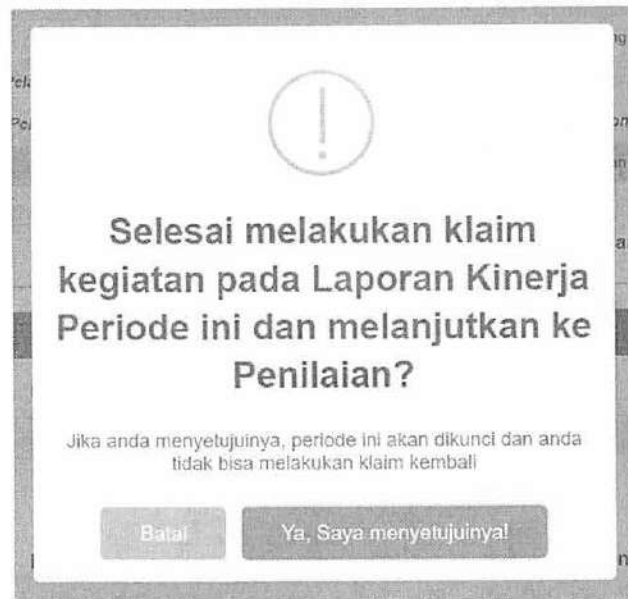 Selesai melakukan klaim
kegiatan pada Laporan Kinerja
Periode ini dan melanjutkan ke
Penilaian?
Jika anda menyetujuinya, periode ini akan dikunci dan anda
tidak bisa melakukan klaim kembali
Batal
Ya, Saya menyetujuinya!